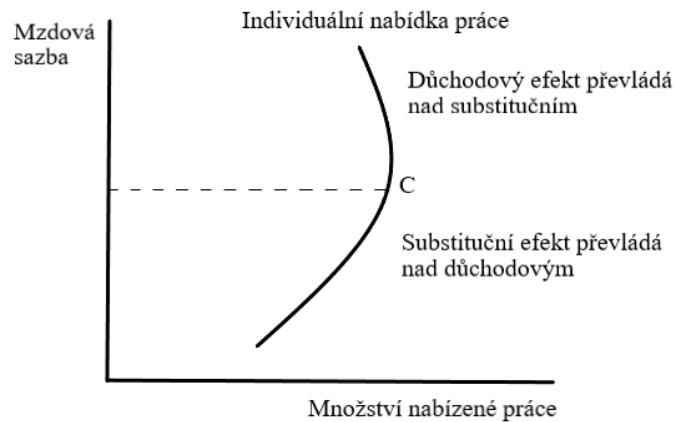 Individuální nabídka práce
Mzdová
sazba
Důchodový efekt převládá
nad substitučním
C
Substituční efekt převládá
nad důchodovým
Množství nabízené práce